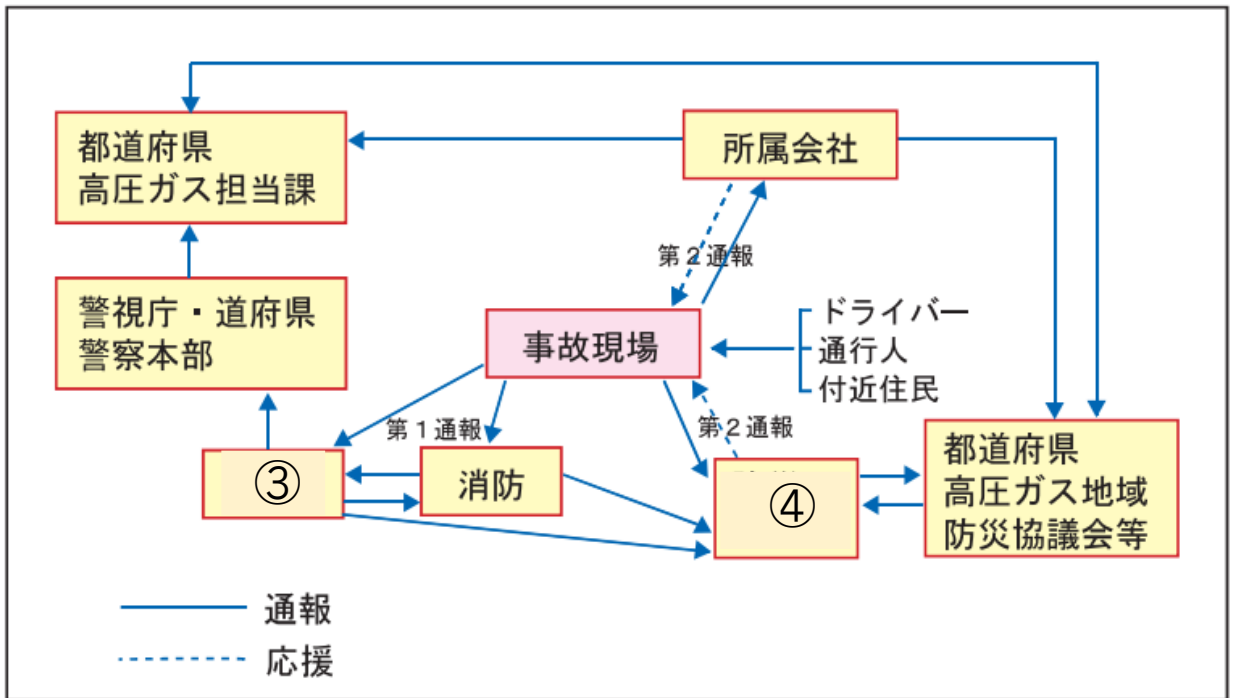 都道府県
高圧ガス担当課
所属会社
第2通報
警視庁・道府県
警察本部
事故現場
ドライバー
通行人
付近住民
第1通報
第2通報
③
消防
④
都道府県
高圧ガス地域
防災協議会等
通報
応援